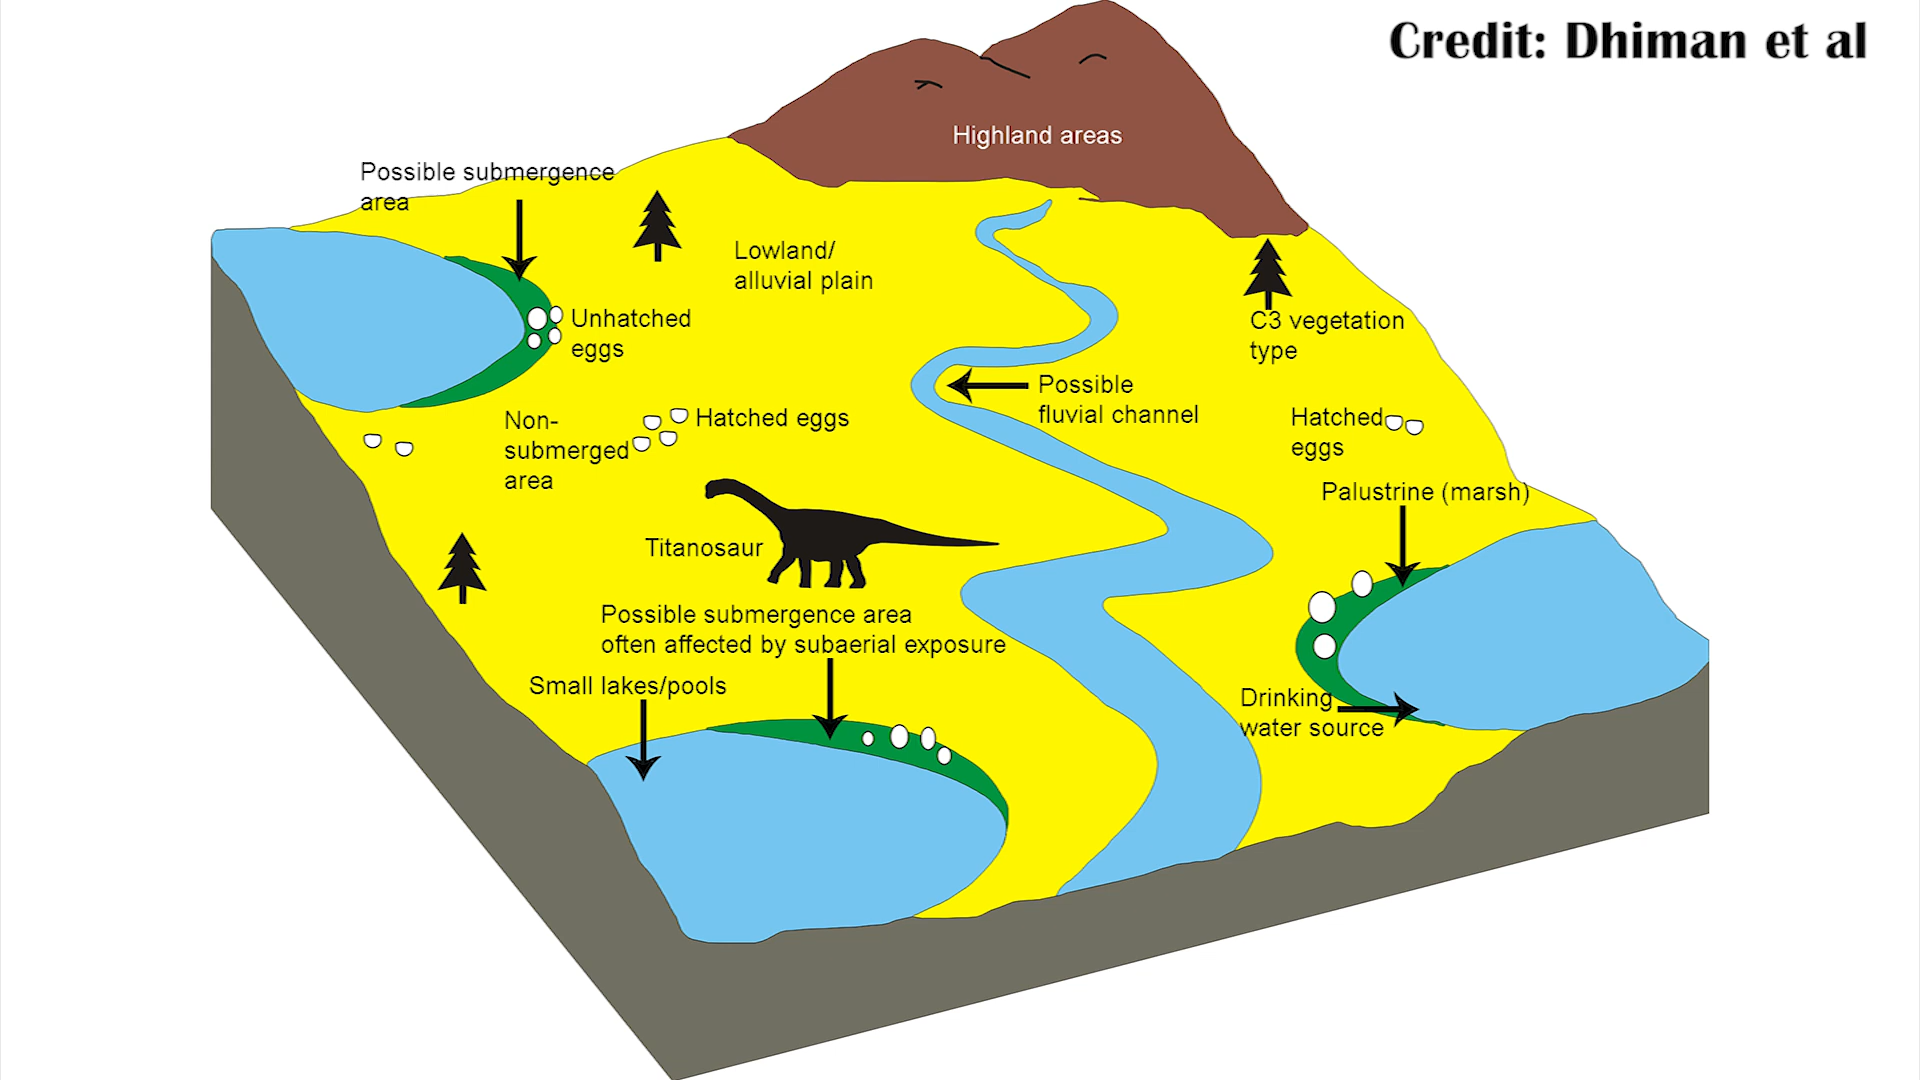 Credit: Dhiman et al
Highland areas
Possible submergence
area
Lowland/
alluvial plain
Unhatched
eggs
C3 vegetation
type
Possible
fluvial channel
Non-
submerged
area
Hatched eggs
Hatched
eggs
Palustrine (marsh)
Titanosaur
Possible submergence area
often affected by subaerial exposure
Small lakes/pools
Drinking
water source